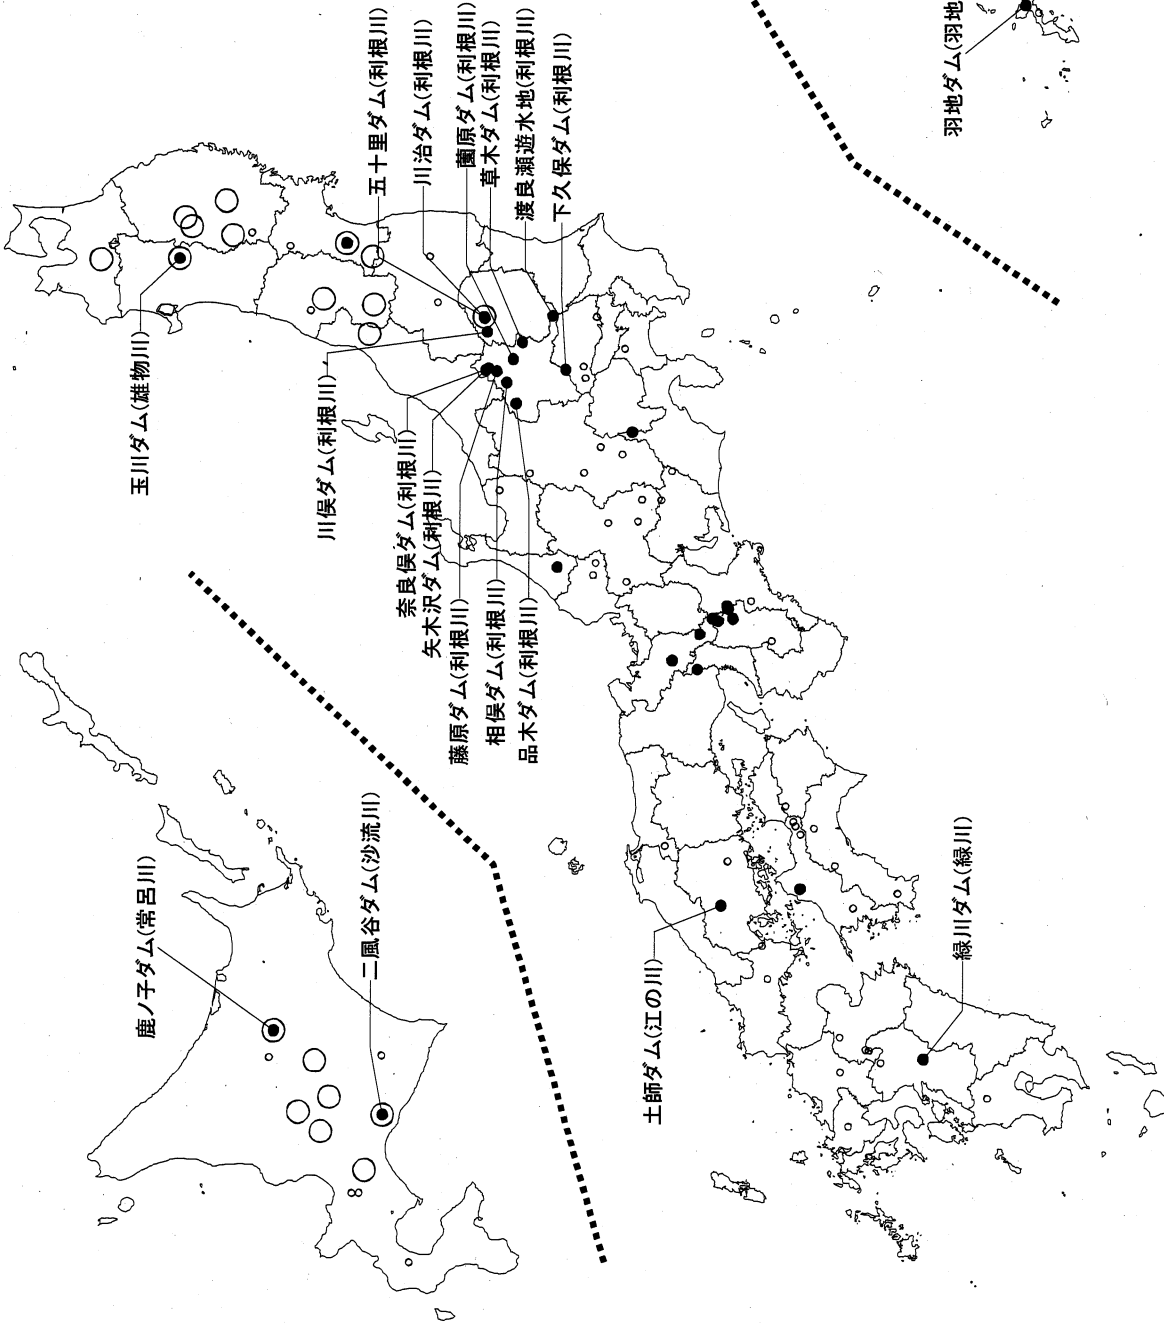 五十里ダム(利根川)
川治ダム(利根川)
薗原ダム(利根川)
草木ダム(利根川)
渡良瀬遊水地(利根川)
下久保ダム(利根川)
羽地ダム(羽地
玉川ダム(雄物川)
川俣ダム(利根川)
奈良俣ダム(利根川)
矢木沢ダム(利根川)
藤原ダム(利根川)
相俣ダム(利根川)
品木ダム(利根川)
鹿ノ子ダム(常呂川)
二風谷ダム(沙流川)
土師ダム(江の川)
緑川ダム(緑川)